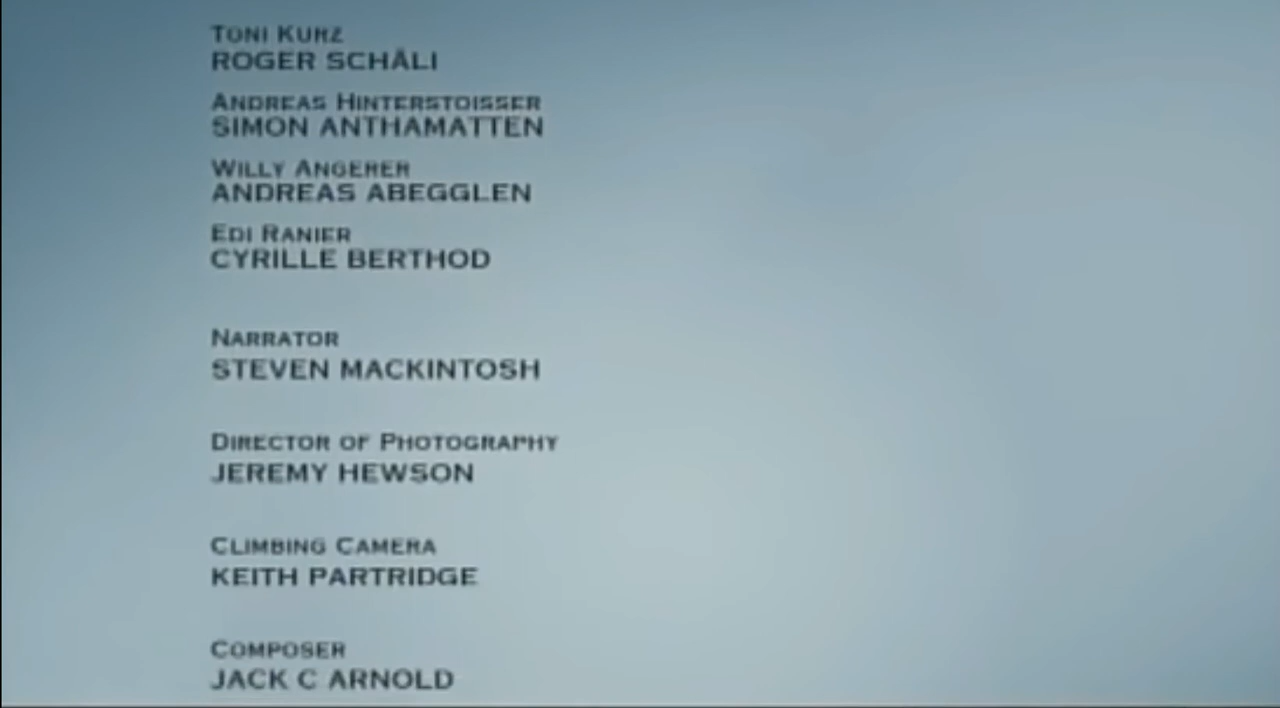 Toni Kurz
ROGER SCHÄLI
Andreas Hinterstoisser
SIMON ANTHAMATTEN
Willy Angerer
ANDREAS ABEGGLEN
Edi Ranier
CYRILLE BERTHOD
Narrator
STEVEN MACKINTOSH
Director of Photography
JEREMY HEWSON
Climbing Camera
KEITH PARTRIDGE
Composer
JACK C ARNOLD